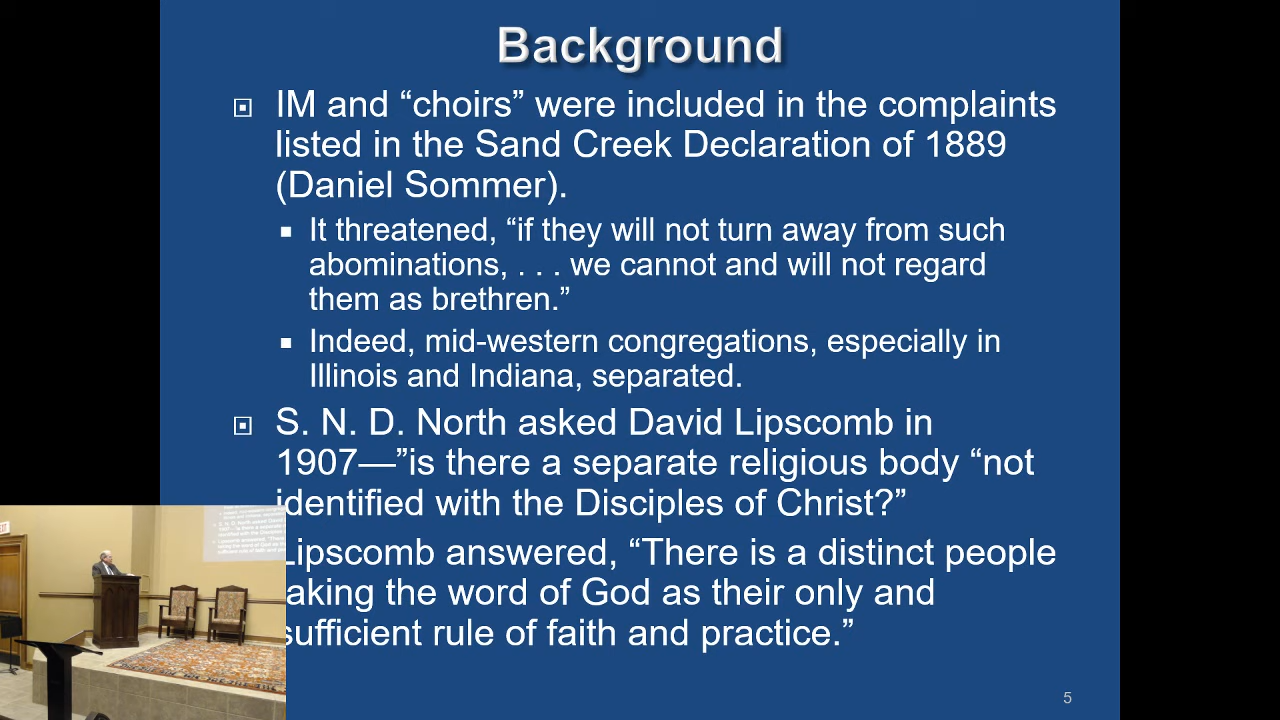 Background
IM and “choirs” were included in the complaints
listed in the Sand Creek Declaration of 1889
(Daniel Sommer).
It threatened, “if they will not turn away from such
abominations, . . . we cannot and will not regard
them as brethren.”
Indeed, mid-western congregations, especially in
Illinois and Indiana, separated.
S. N. D. North asked David Lipscomb in
1907—”is there a separate religious body “not
identified with the Disciples of Christ?”
Lipscomb answered, “There is a distinct people
aking the word of God as their only and
sufficient rule of faith and practice.”
5